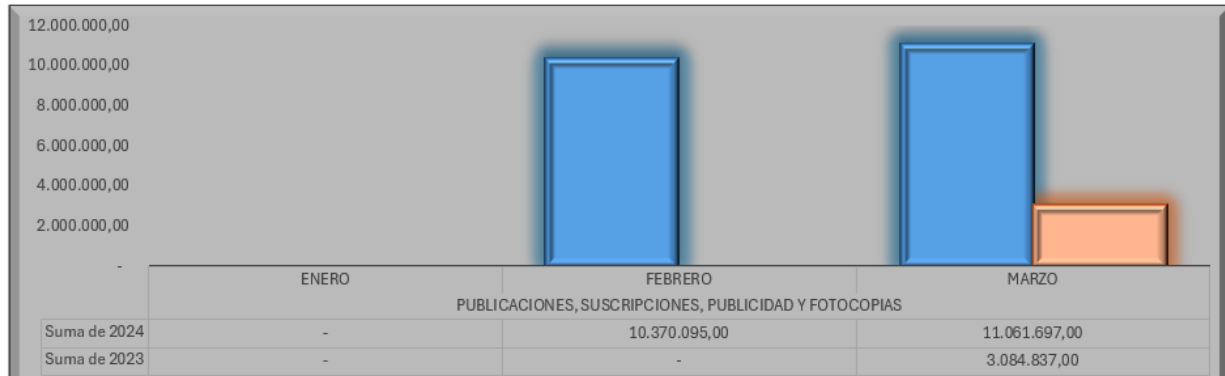 12.000.000,00
10.000.000,00
8.000.000,00
6.000.000,00
4.000.000,00
2.000.000,00
-
ENERO FEBRERO MARZO
PUBLICACIONES, SUSCRIPCIONES, PUBLICIDAD Y FOTOCOPIAS
Suma de 2024 - 10.370.095,00 11.061.697,00
Suma de 2023 - - 3.084.837,00